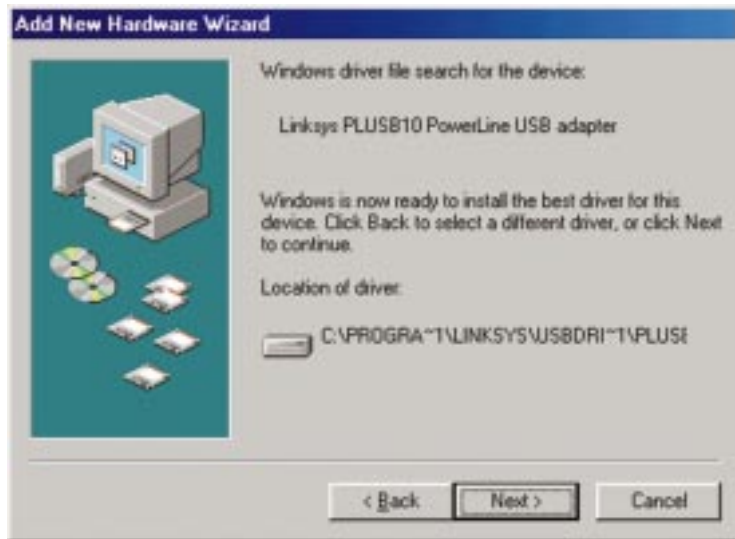 Add New Hardware Wizard
Windows driver file search for the device:
Linksys PLUSB10 PowerLine USB adapter
Windows is now ready to install the best driver for this
device. Click Back to select a different driver, or click Next
to continue.
Location of driver:
C:\PROGRA~1\LINKSYS\USBDRI~1\PLUSB
< Back
Next >
Cancel